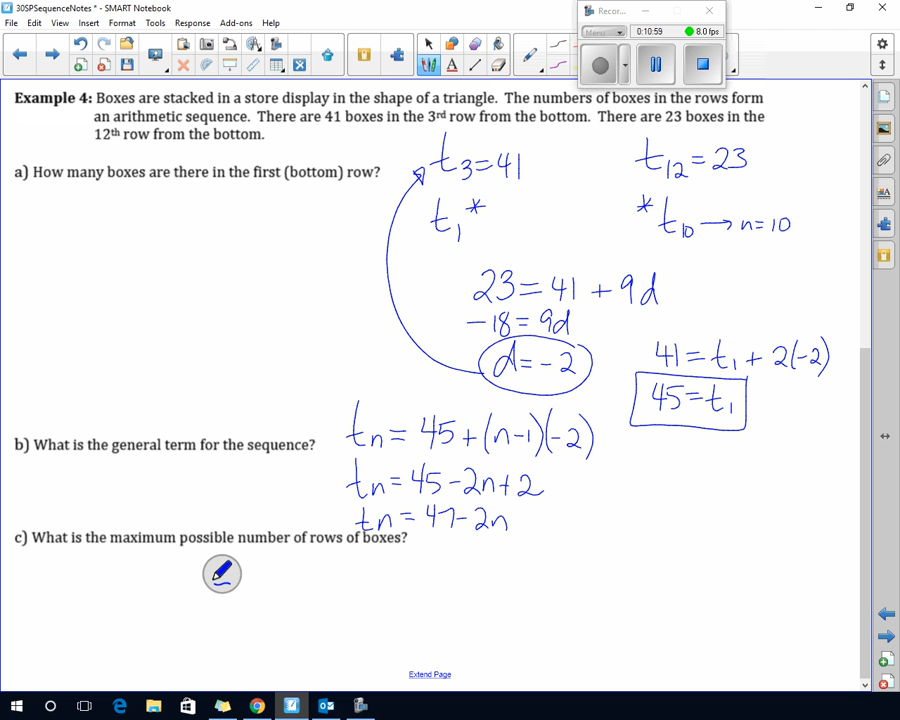 30SPSequenceNotes * - SMART Notebook
File Edit View Insert Format Tools Response Add-ons Help
Recor...
Menu 0:10:59 8.0 fps
Example 4: Boxes are stacked in a store display in the shape of a triangle. The numbers of boxes in the rows form
an arithmetic sequence. There are 41 boxes in the 3rd row from the bottom. There are 23 boxes in the
12th row from the bottom.
a) How many boxes are there in the first (bottom) row?
t3=41
t12=23
t1*
*t10→n=10
23=41+9d
-18=9d
d=-2
41=t1+2(-2)
45=t1
b) What is the general term for the sequence?
tn=45+(n-1)(-2)
tn=45-2n+2
tn=47-2n
c) What is the maximum possible number of rows of boxes?
Extend Page